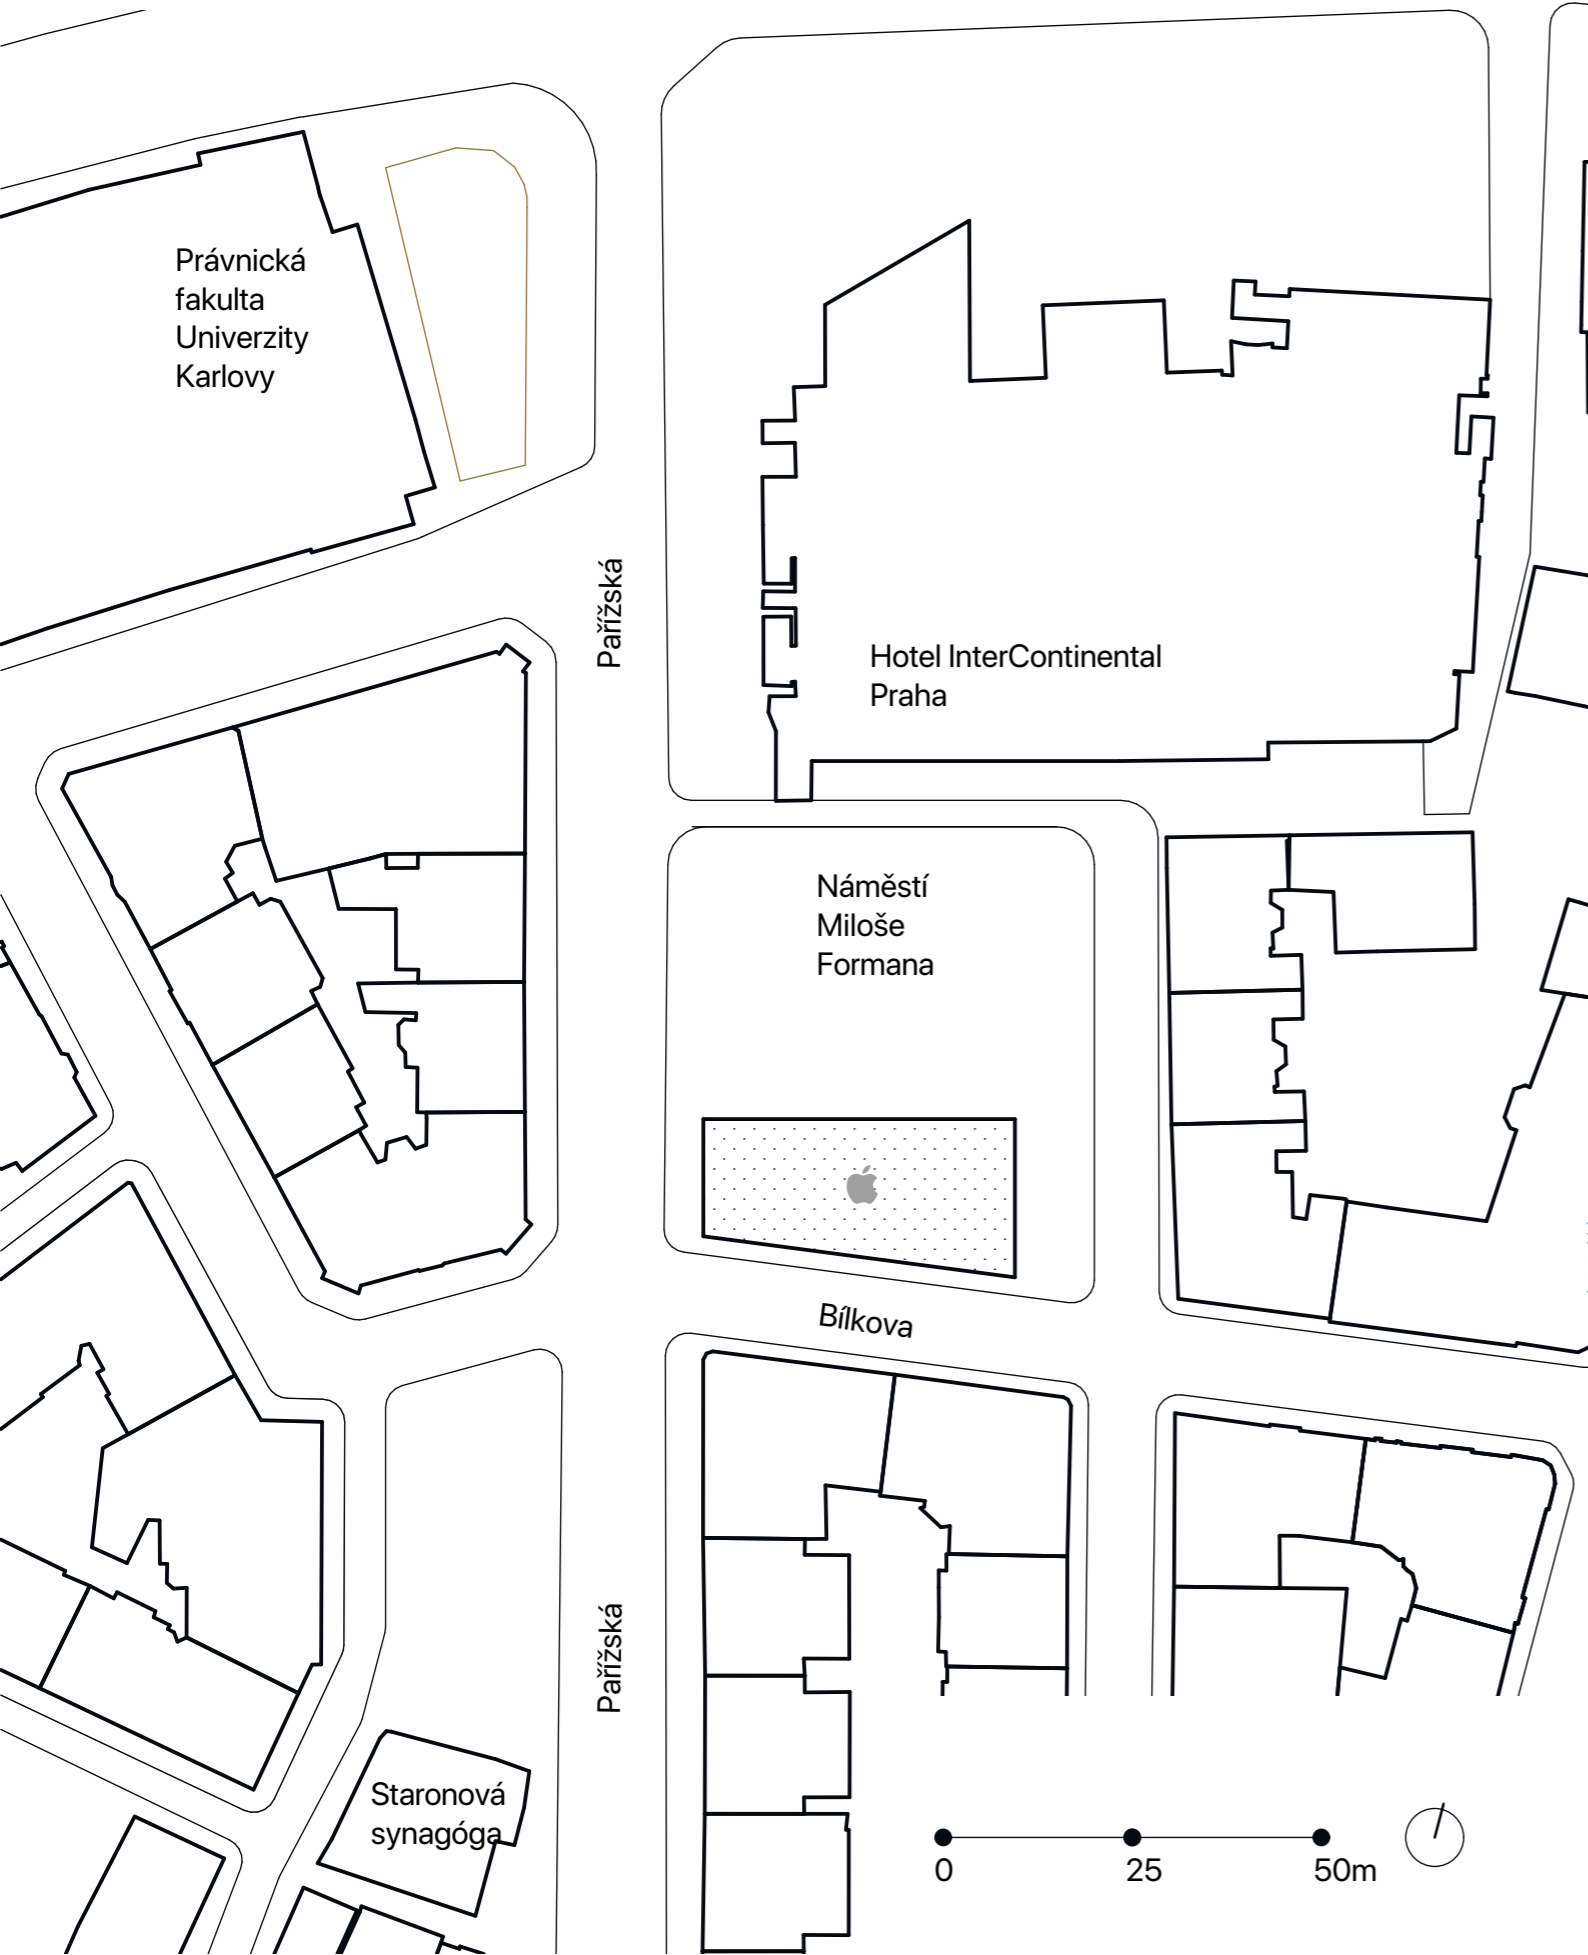 Právnická
fakulta
Univerzity
Karlovy
Pařížská
Hotel InterContinental
Praha
Náměstí
Miloše
Formana
Bílkova
Pařížská
Staronová
synagóga
0 25 50m